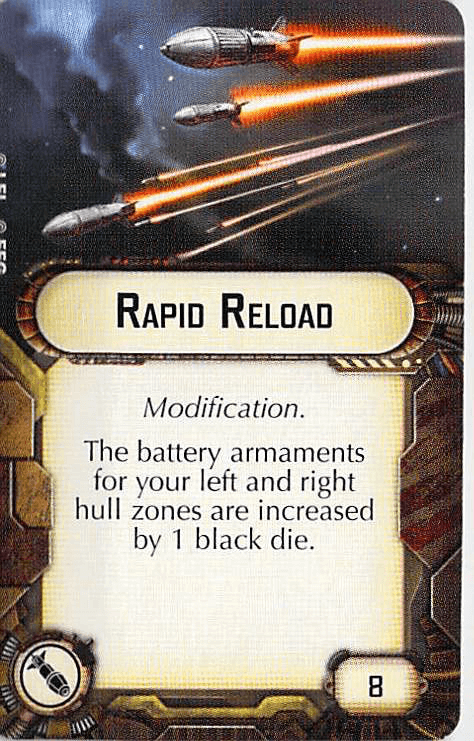 © LFL © FFG
RAPID RELOAD
Modification.
The battery armaments
for your left and right
hull zones are increased
by 1 black die.
8